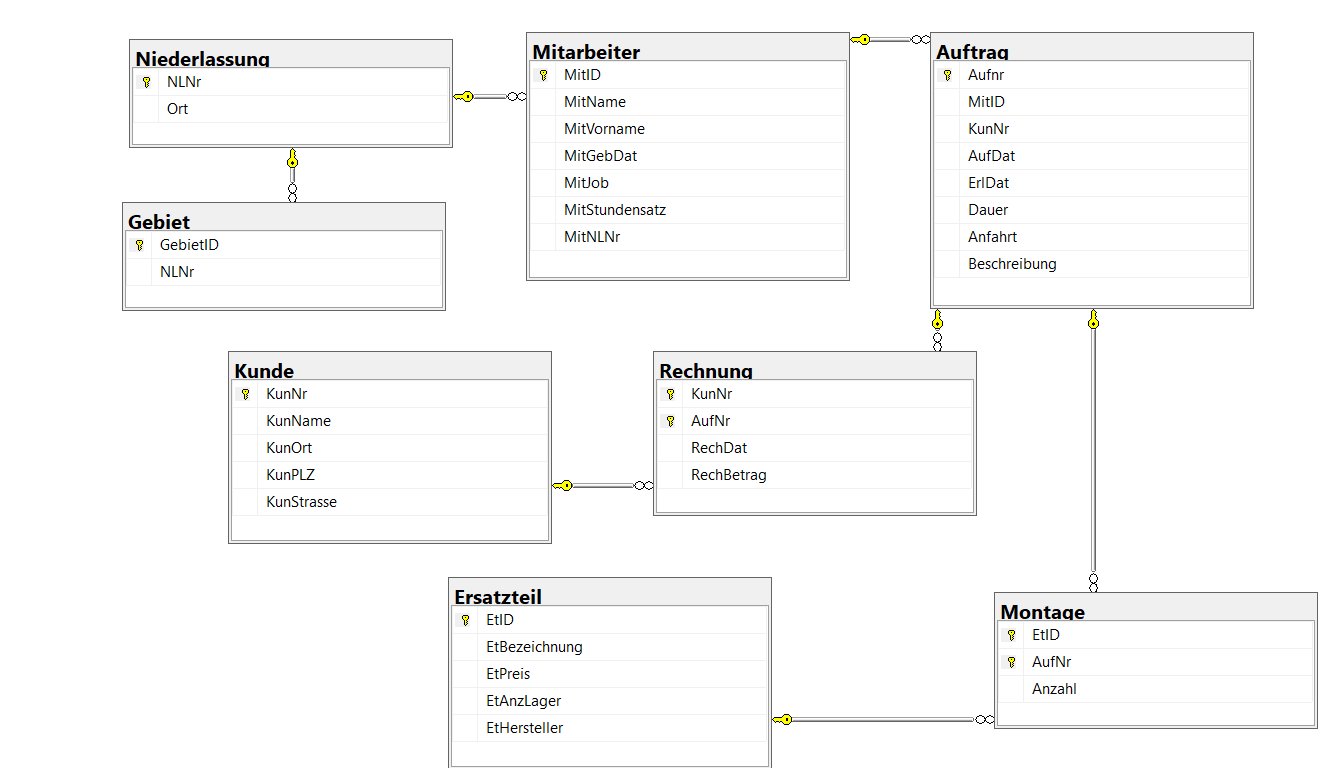 Niederlassung
NLNr
Ort
Mitarbeiter
MitID
MitName
MitVorname
MitGebDat
MitJob
MitStundensatz
MitNLNr
Auftrag
Aufnr
MitID
KunNr
AufDat
ErlDat
Dauer
Anfahrt
Beschreibung
Gebiet
GebietID
NLNr
Kunde
KunNr
KunName
KunOrt
KunPLZ
KunStrasse
Rechnung
KunNr
AufNr
RechDat
RechBetrag
Ersatzteil
EtID
EtBezeichnung
EtPreis
EtAnzLager
EtHersteller
Montage
EtID
AufNr
Anzahl